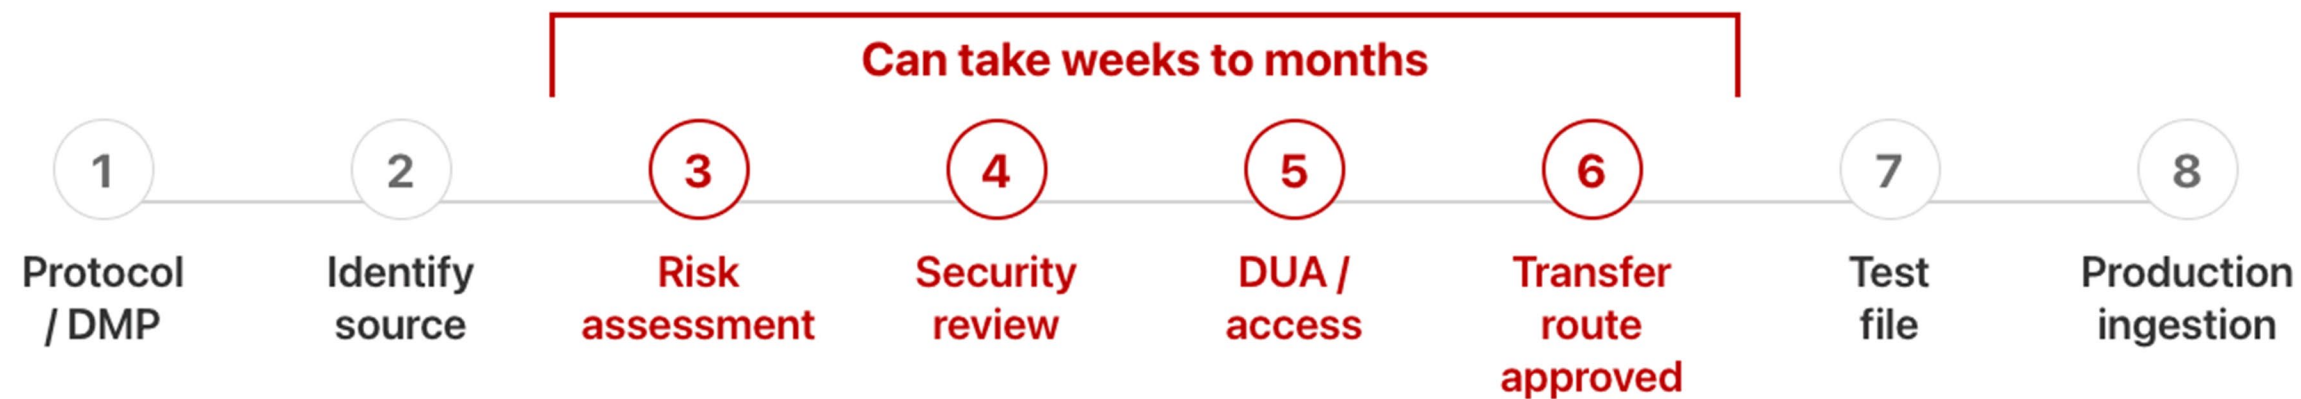 Can take weeks to months
1
2
3
4
5
6
7
8
Protocol
/ DMP
Identify
source
Risk
assessment
Security
review
DUA /
access
Transfer
route
approved
Test
file
Production
ingestion